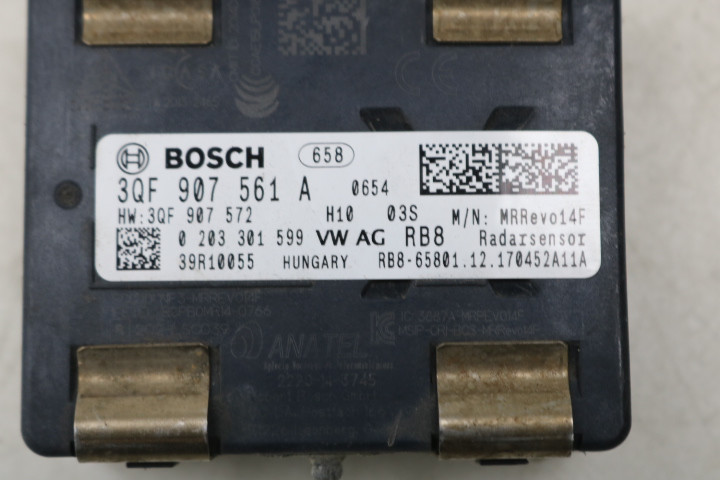 BOSCH 658
3QF 907 561 A 0654
HW:3QF 907 572 H10 03S M/N: MRRevo14F
0 203 301 599 VW AG RB8 Radarsensor
39R10055 HUNGARY RB8-65801.12.170452A11A
ANATEL